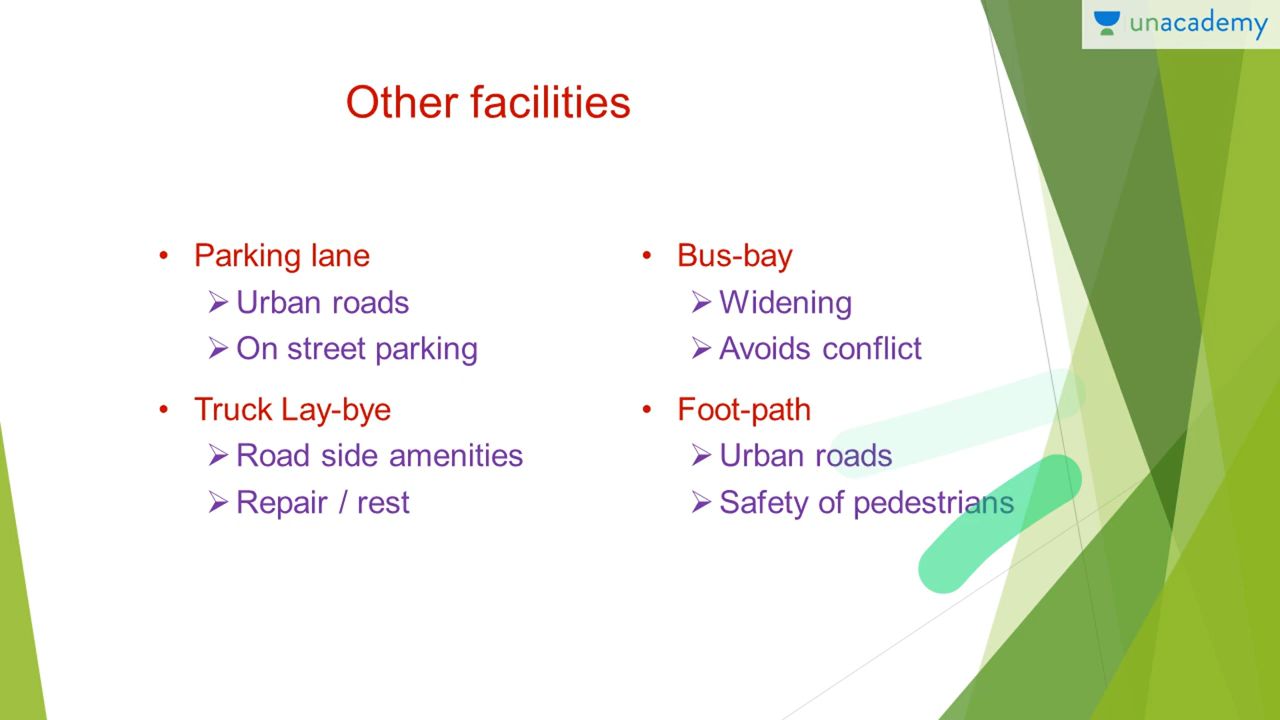 unacademy
Other facilities
• Parking lane
➢ Urban roads
➢ On street parking
• Truck Lay-bye
➢ Road side amenities
➢ Repair / rest
• Bus-bay
➢ Widening
➢ Avoids conflict
• Foot-path
➢ Urban roads
➢ Safety of pedestrians